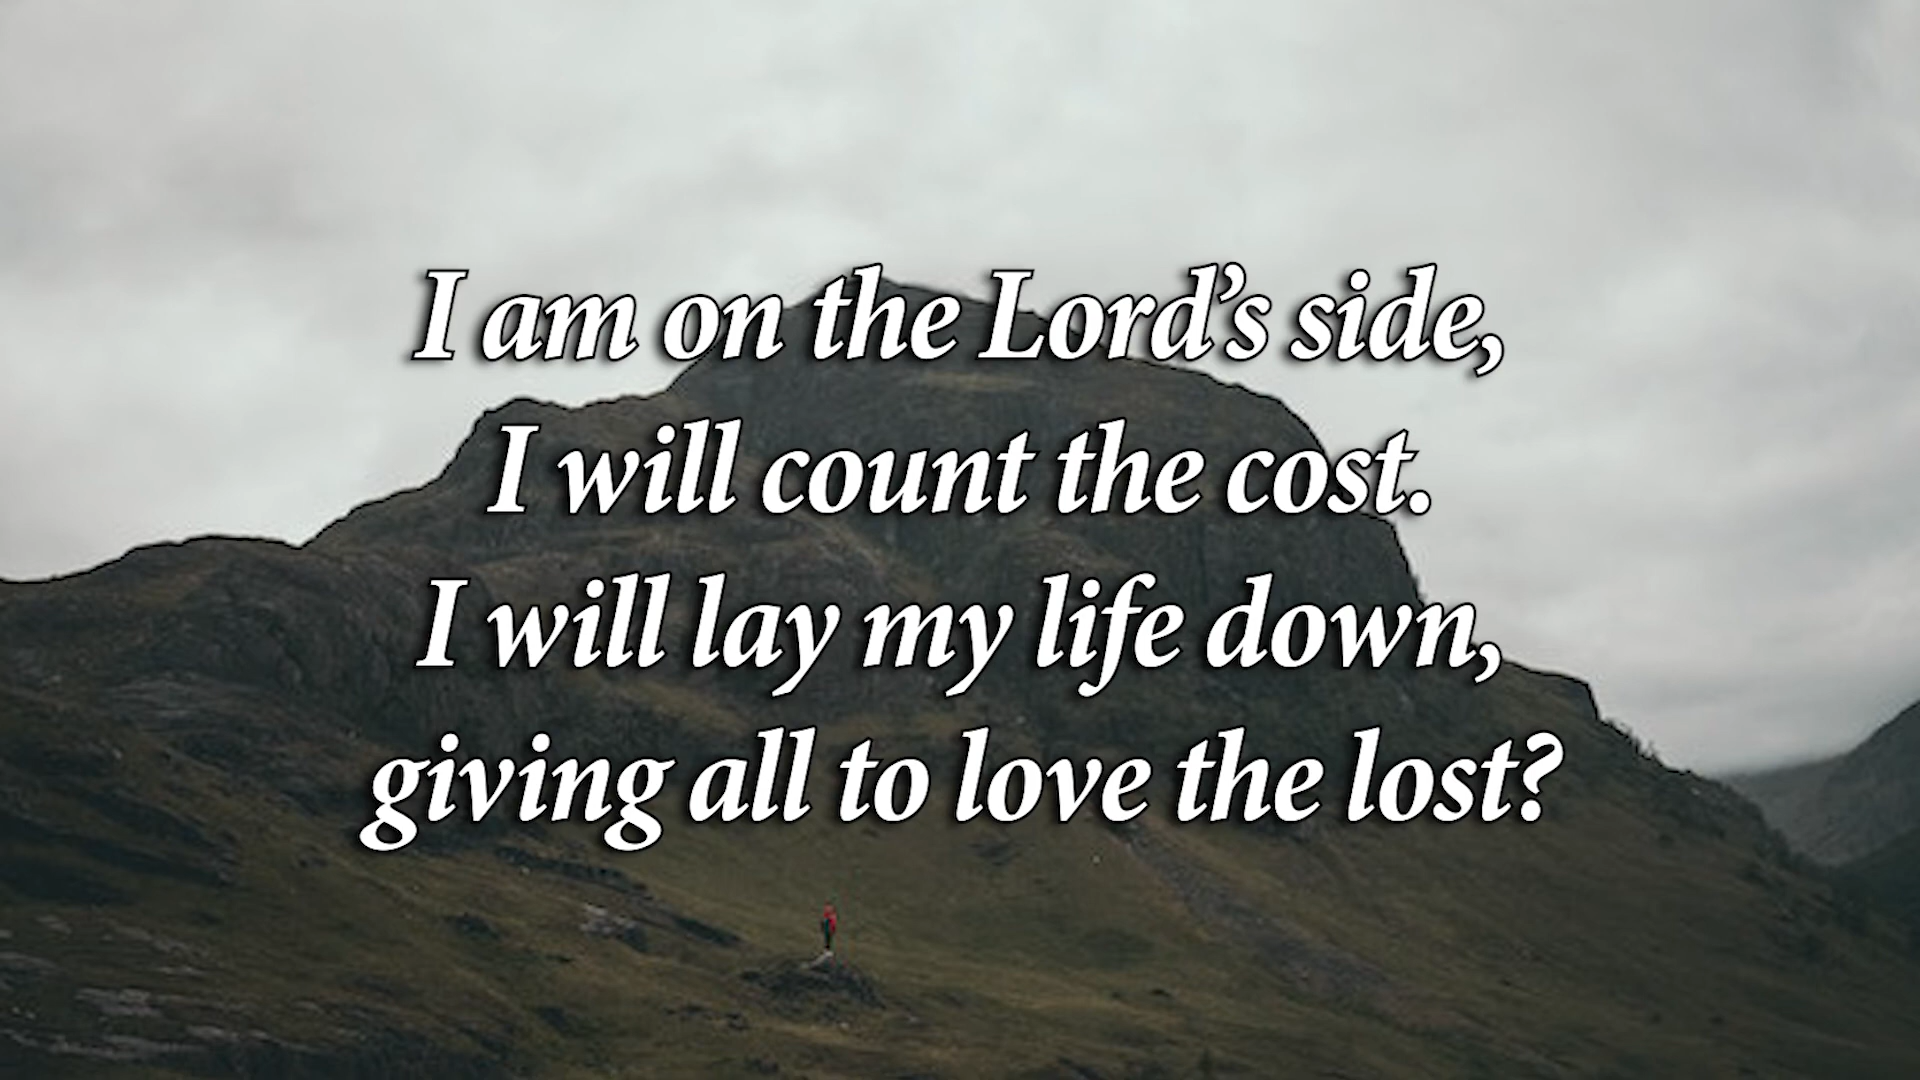 I am on the Lord’s side,
I will count the cost.
I will lay my life down,
giving all to love the lost?